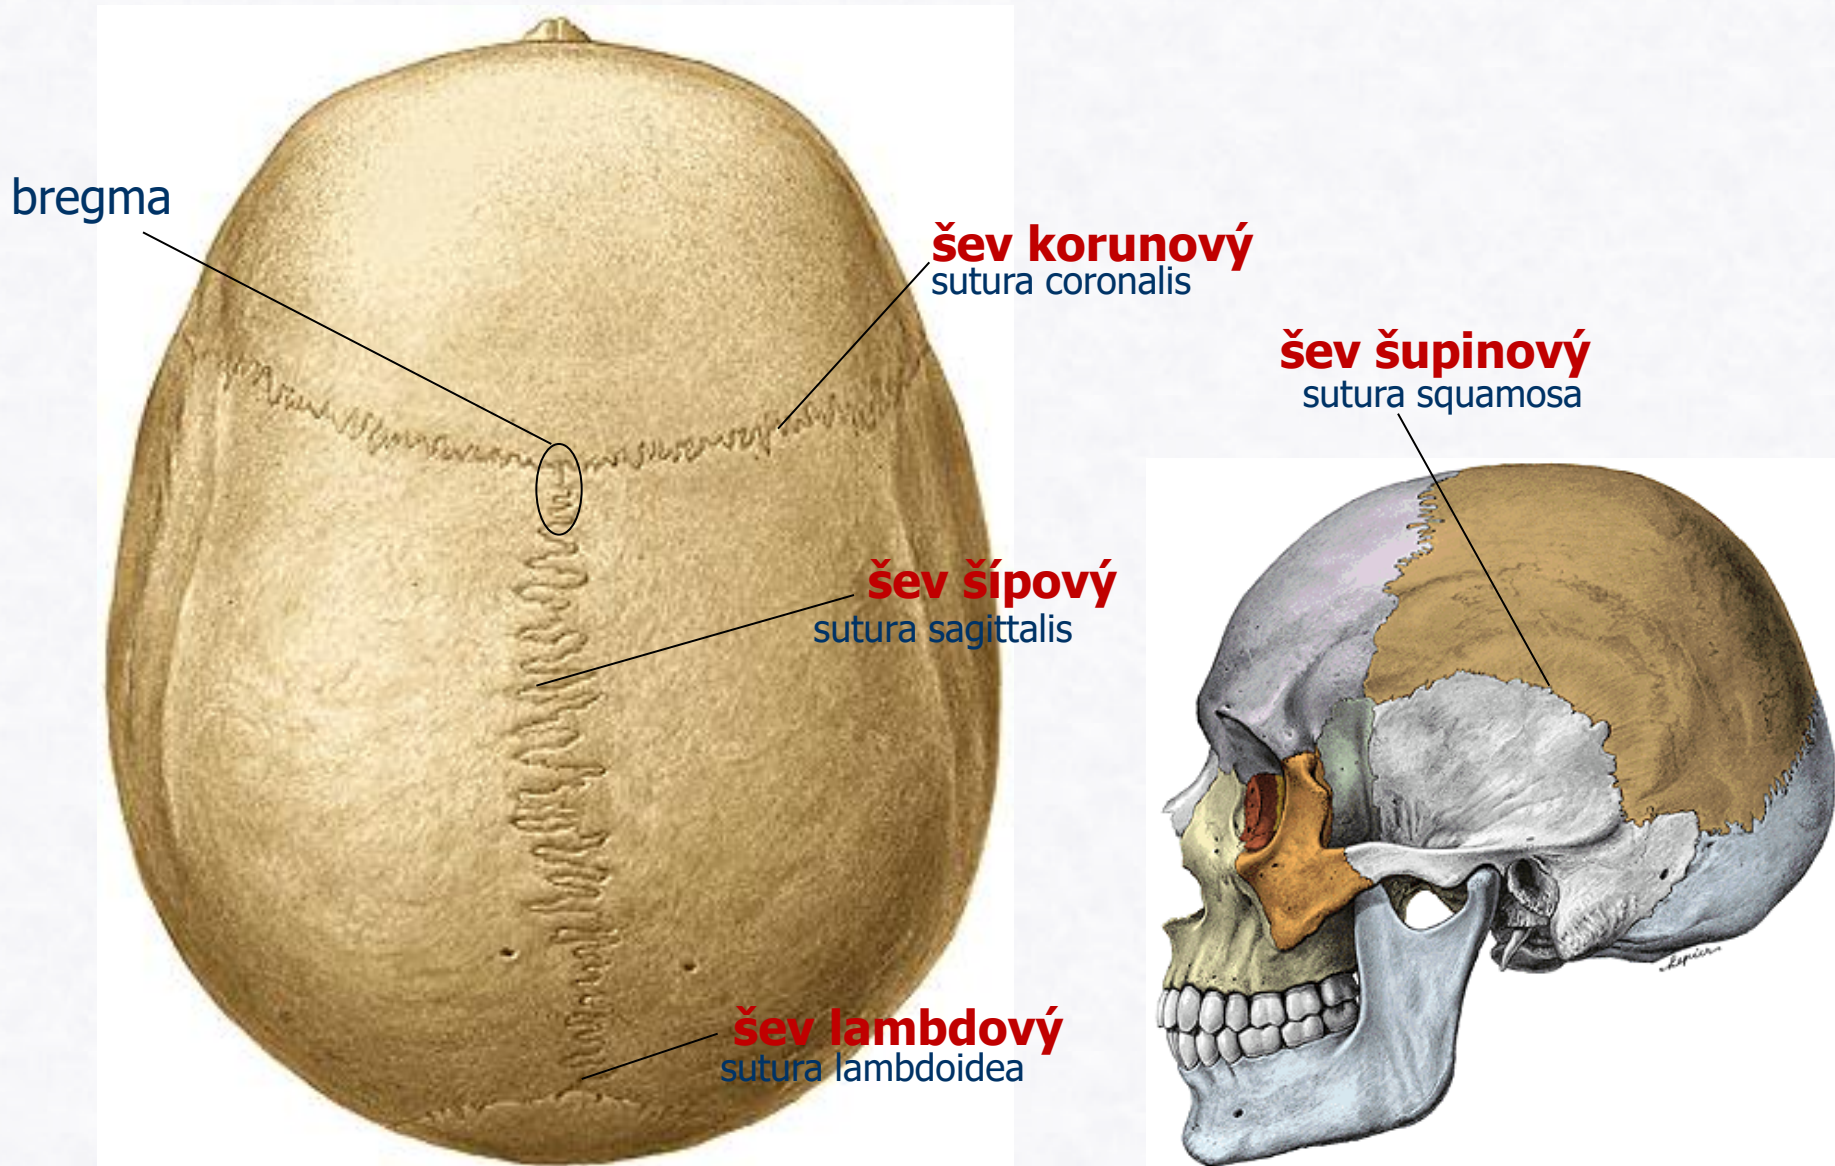 bregma
šev korunový
sutura coronalis
šev šupinový
sutura squamosa
šev šípový
sutura sagittalis
šev lambdový
sutura lambdoidea